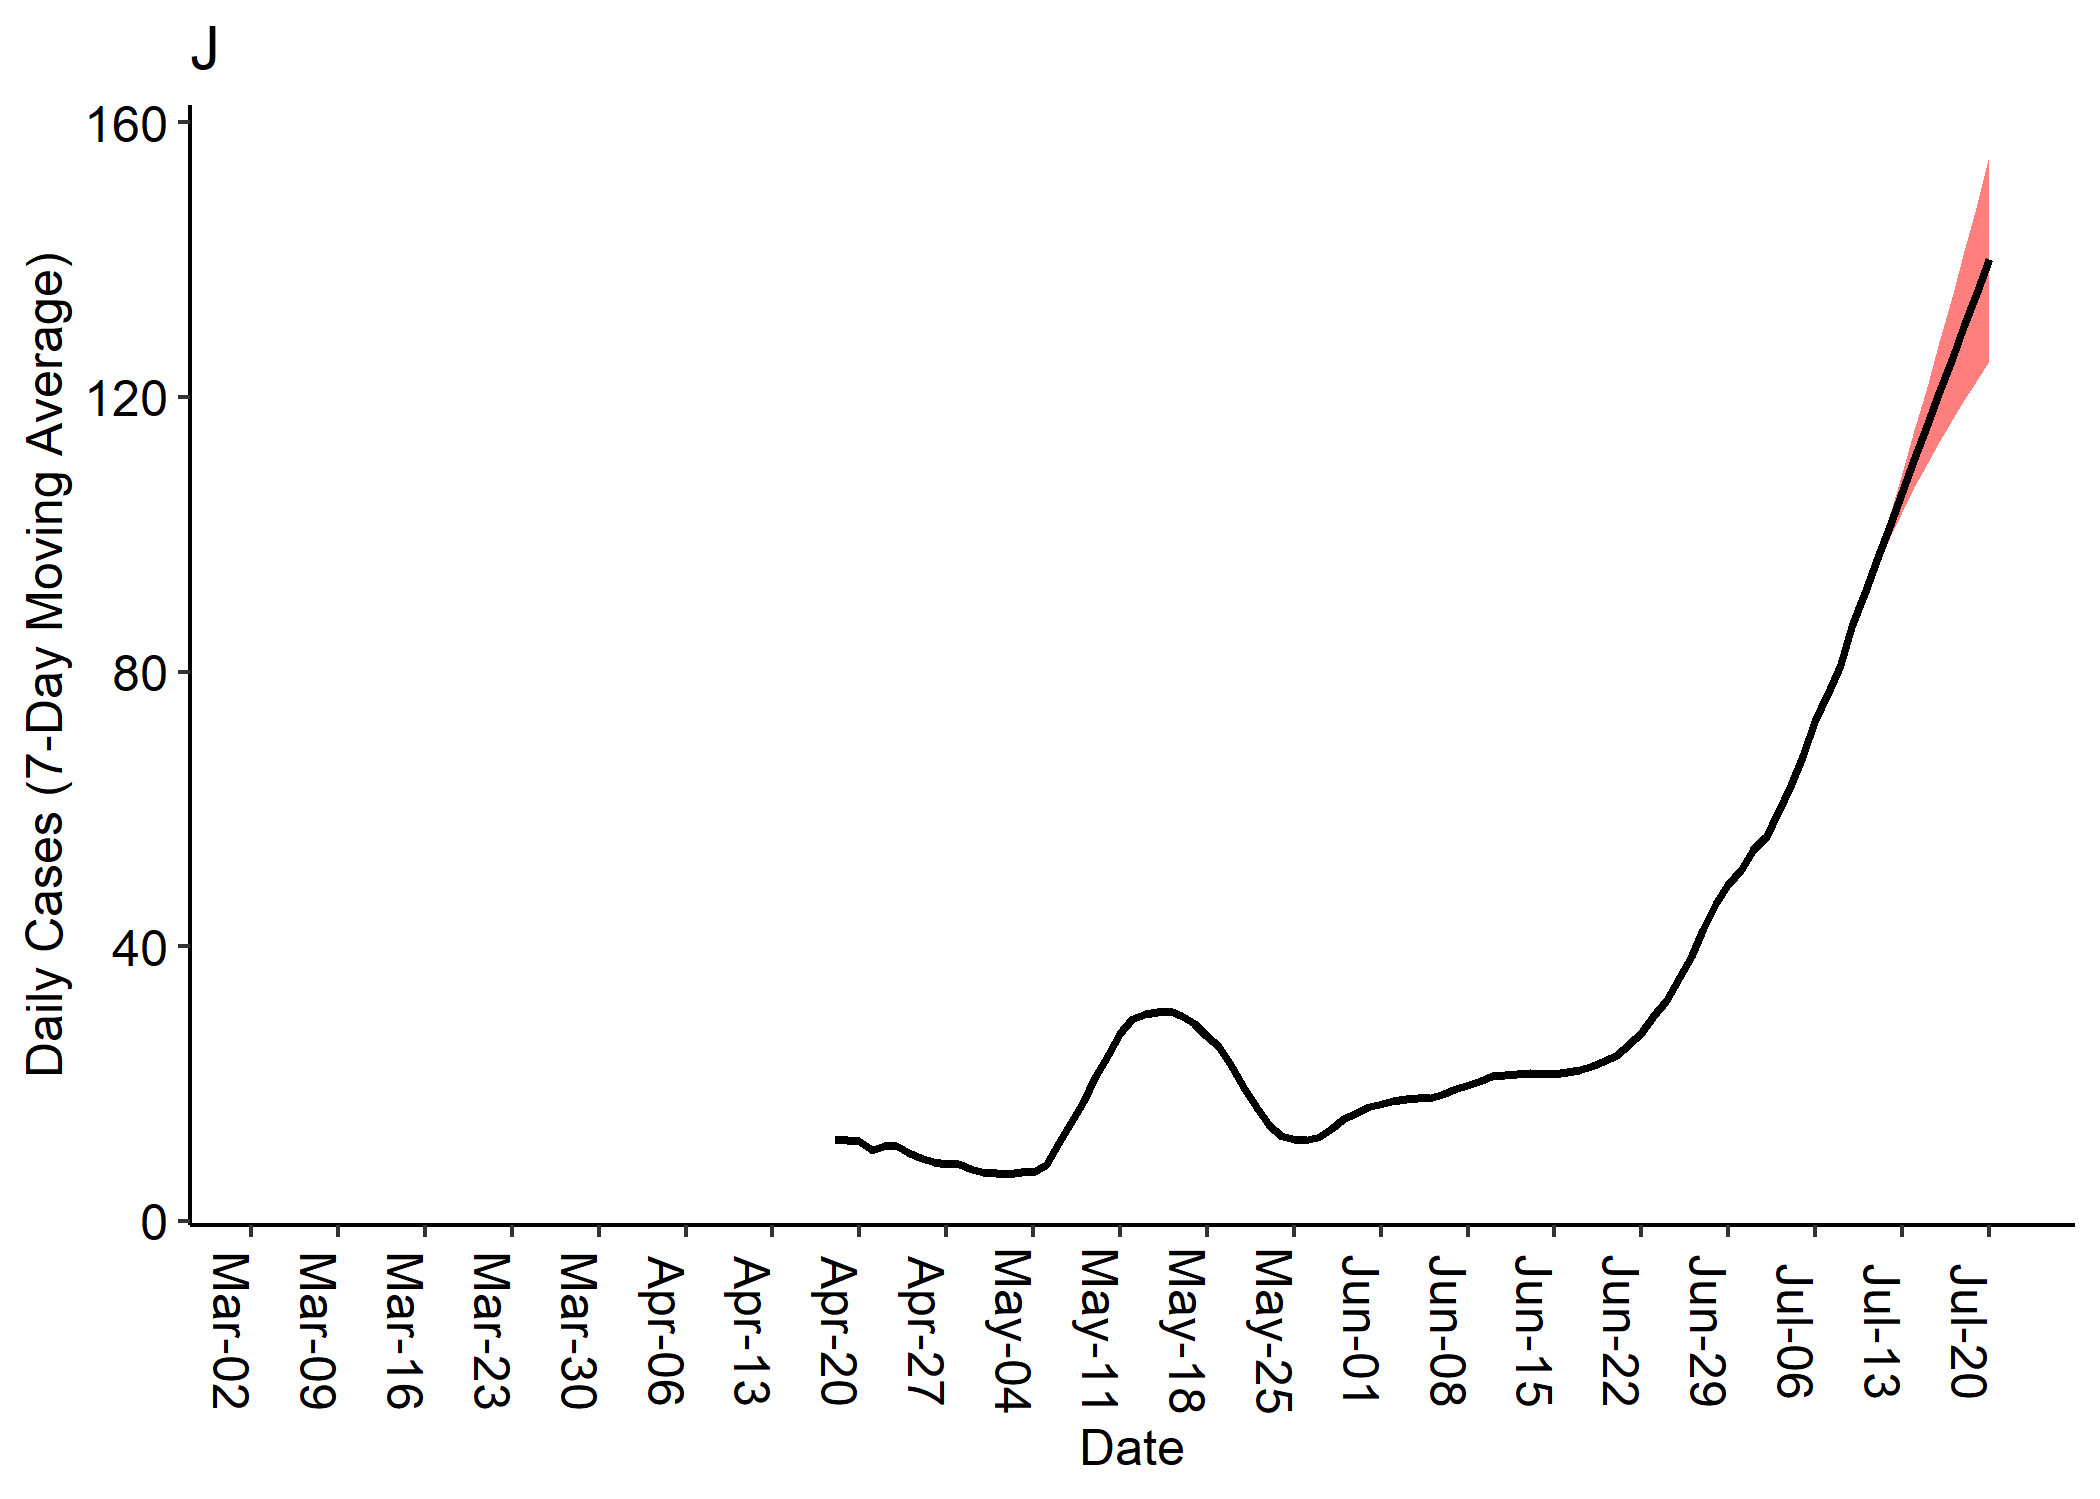 J
160
120
80
40
0
Daily Cases (7-Day Moving Average)
Mar-02
Mar-09
Mar-16
Mar-23
Mar-30
Apr-06
Apr-13
Apr-20
Apr-27
May-04
May-11
May-18
May-25
Jun-01
Jun-08
Jun-15
Jun-22
Jun-29
Jul-06
Jul-13
Jul-20
Date